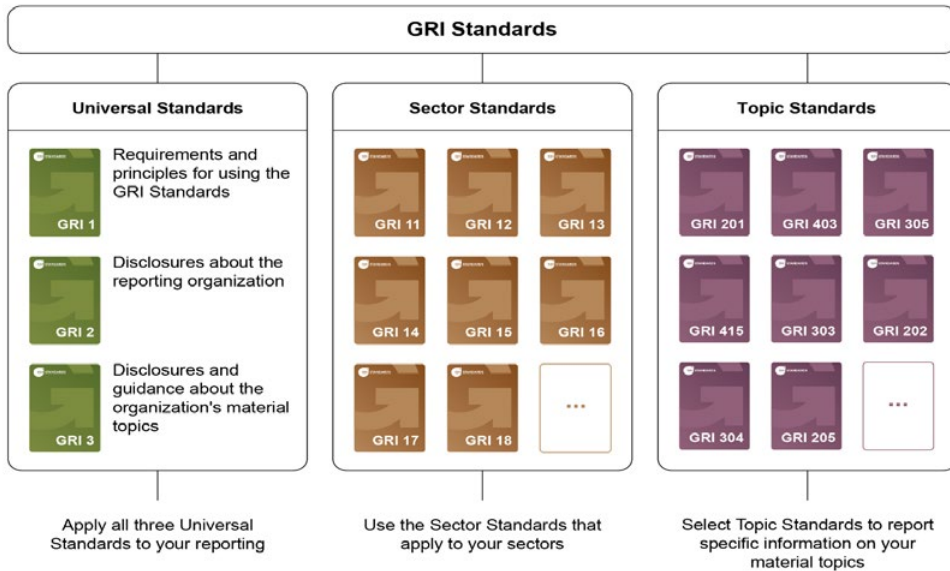 GRI Standards
Universal Standards
GRI 1
Requirements and
principles for using the
GRI Standards
GRI 2
Disclosures about the
reporting organization
GRI 3
Disclosures and
guidance about the
organization's material
topics
Apply all three Universal
Standards to your reporting
Sector Standards
GRI 11
GRI 12
GRI 13
GRI 14
GRI 15
GRI 16
GRI 17
GRI 18
...
Use the Sector Standards that
apply to your sectors
Topic Standards
GRI 201
GRI 403
GRI 305
GRI 415
GRI 303
GRI 202
GRI 304
GRI 205
...
Select Topic Standards to report
specific information on your
material topics